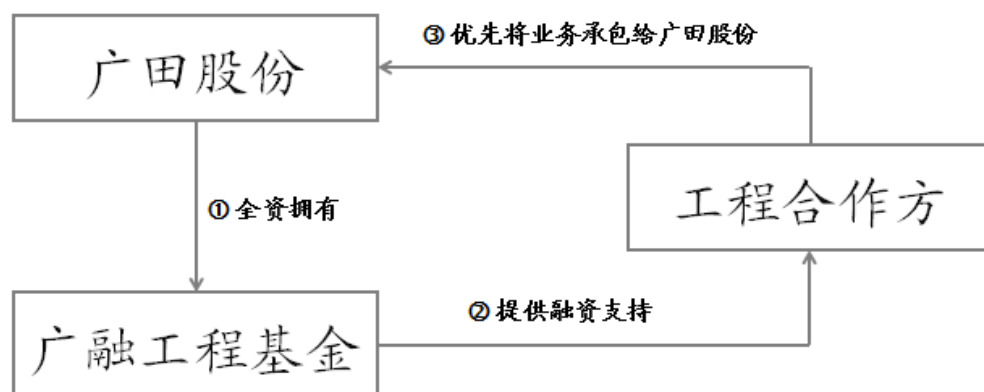 ③优先将业务承包给广田股份
广田股份
工程合作方
①全资拥有
②提供融资支持
广融工程基金